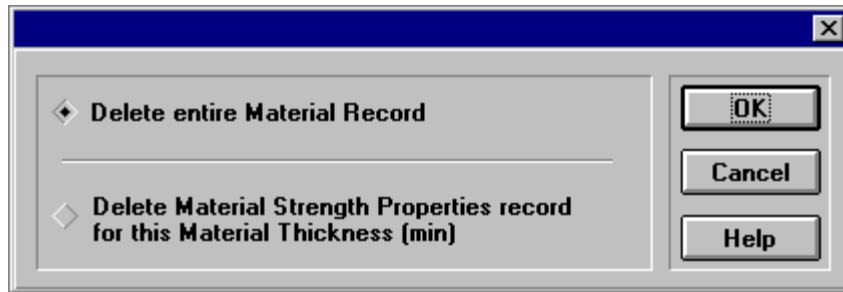 Delete entire Material Record
Delete Material Strength Properties record
for this Material Thickness (min)
OK
Cancel
Help